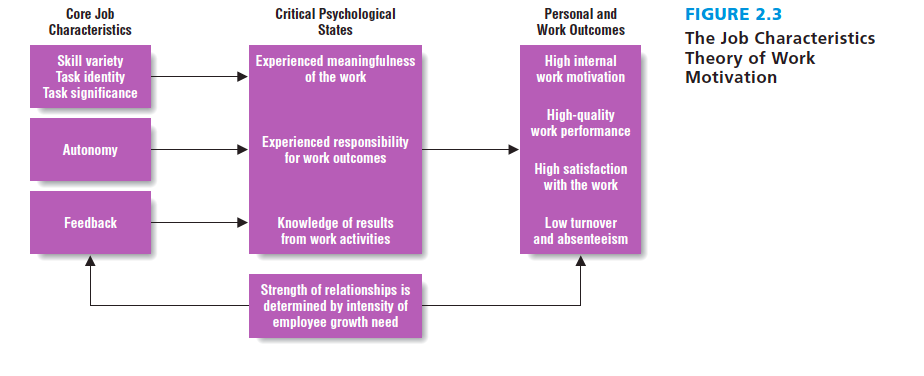 Core Job
Characteristics
Critical Psychological
States
Personal and
Work Outcomes
FIGURE 2.3
The Job Characteristics
Theory of Work
Motivation
Skill variety
Task identity
Task significance
Autonomy
Feedback
Experienced meaningfulness
of the work
Experienced responsibility
for work outcomes
Knowledge of results
from work activities
High internal
work motivation
High-quality
work performance
High satisfaction
with the work
Low turnover
and absenteeism
Strength of relationships is
determined by intensity of
employee growth need